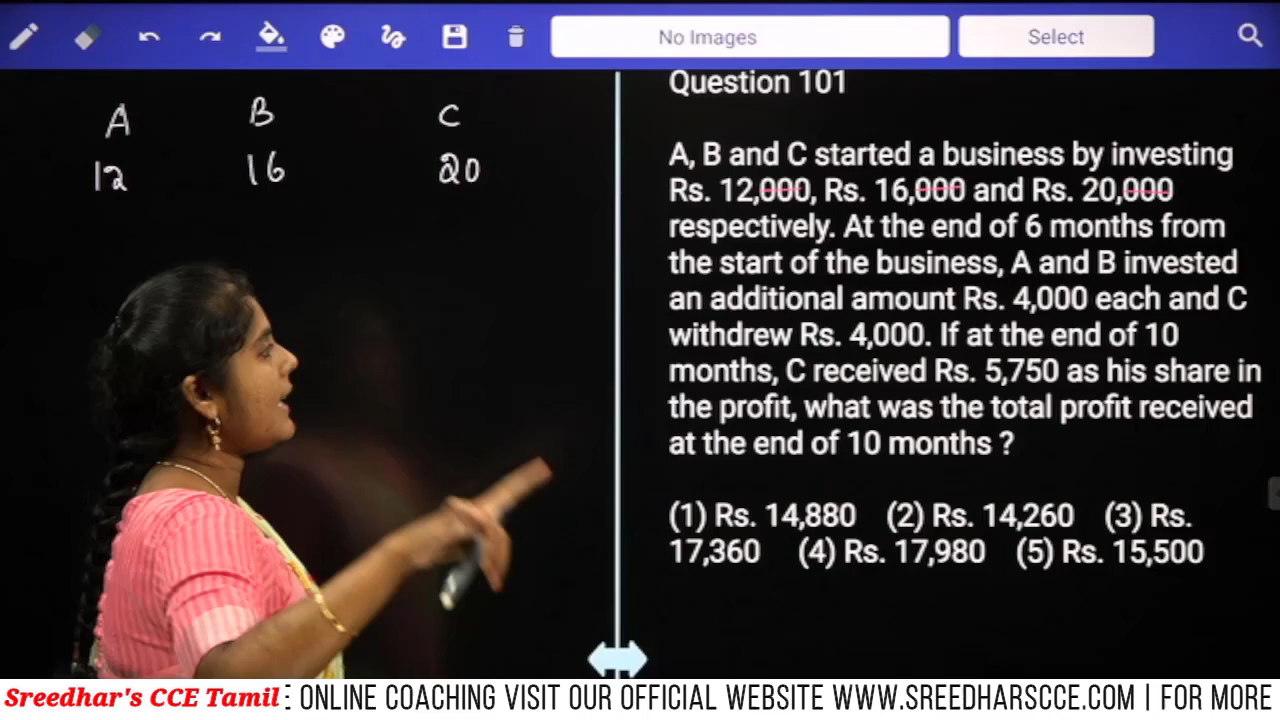 No Images
Select
A B C
12 16 20
Question 101
A, B and C started a business by investing
Rs. 12,000, Rs. 16,000 and Rs. 20,000
respectively. At the end of 6 months from
the start of the business, A and B invested
an additional amount Rs. 4,000 each and C
withdrew Rs. 4,000. If at the end of 10
months, C received Rs. 5,750 as his share in
the profit, what was the total profit received
at the end of 10 months ?
(1) Rs. 14,880 (2) Rs. 14,260 (3) Rs.
17,360 (4) Rs. 17,980 (5) Rs. 15,500
Sreedhar's CCE Tamil ONLINE COACHING VISIT OUR OFFICIAL WEBSITE WWW.SREEDHARSCCE.COM | FOR MORE